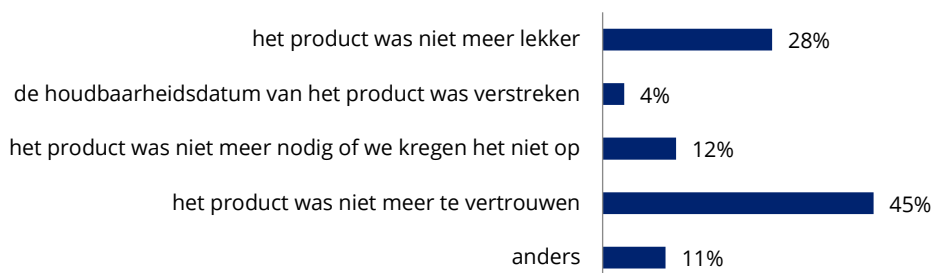 het product was niet meer lekker 28%
de houdbaarheidsdatum van het product was verstreken 4%
het product was niet meer nodig of we kregen het niet op 12%
het product was niet meer te vertrouwen 45%
anders 11%